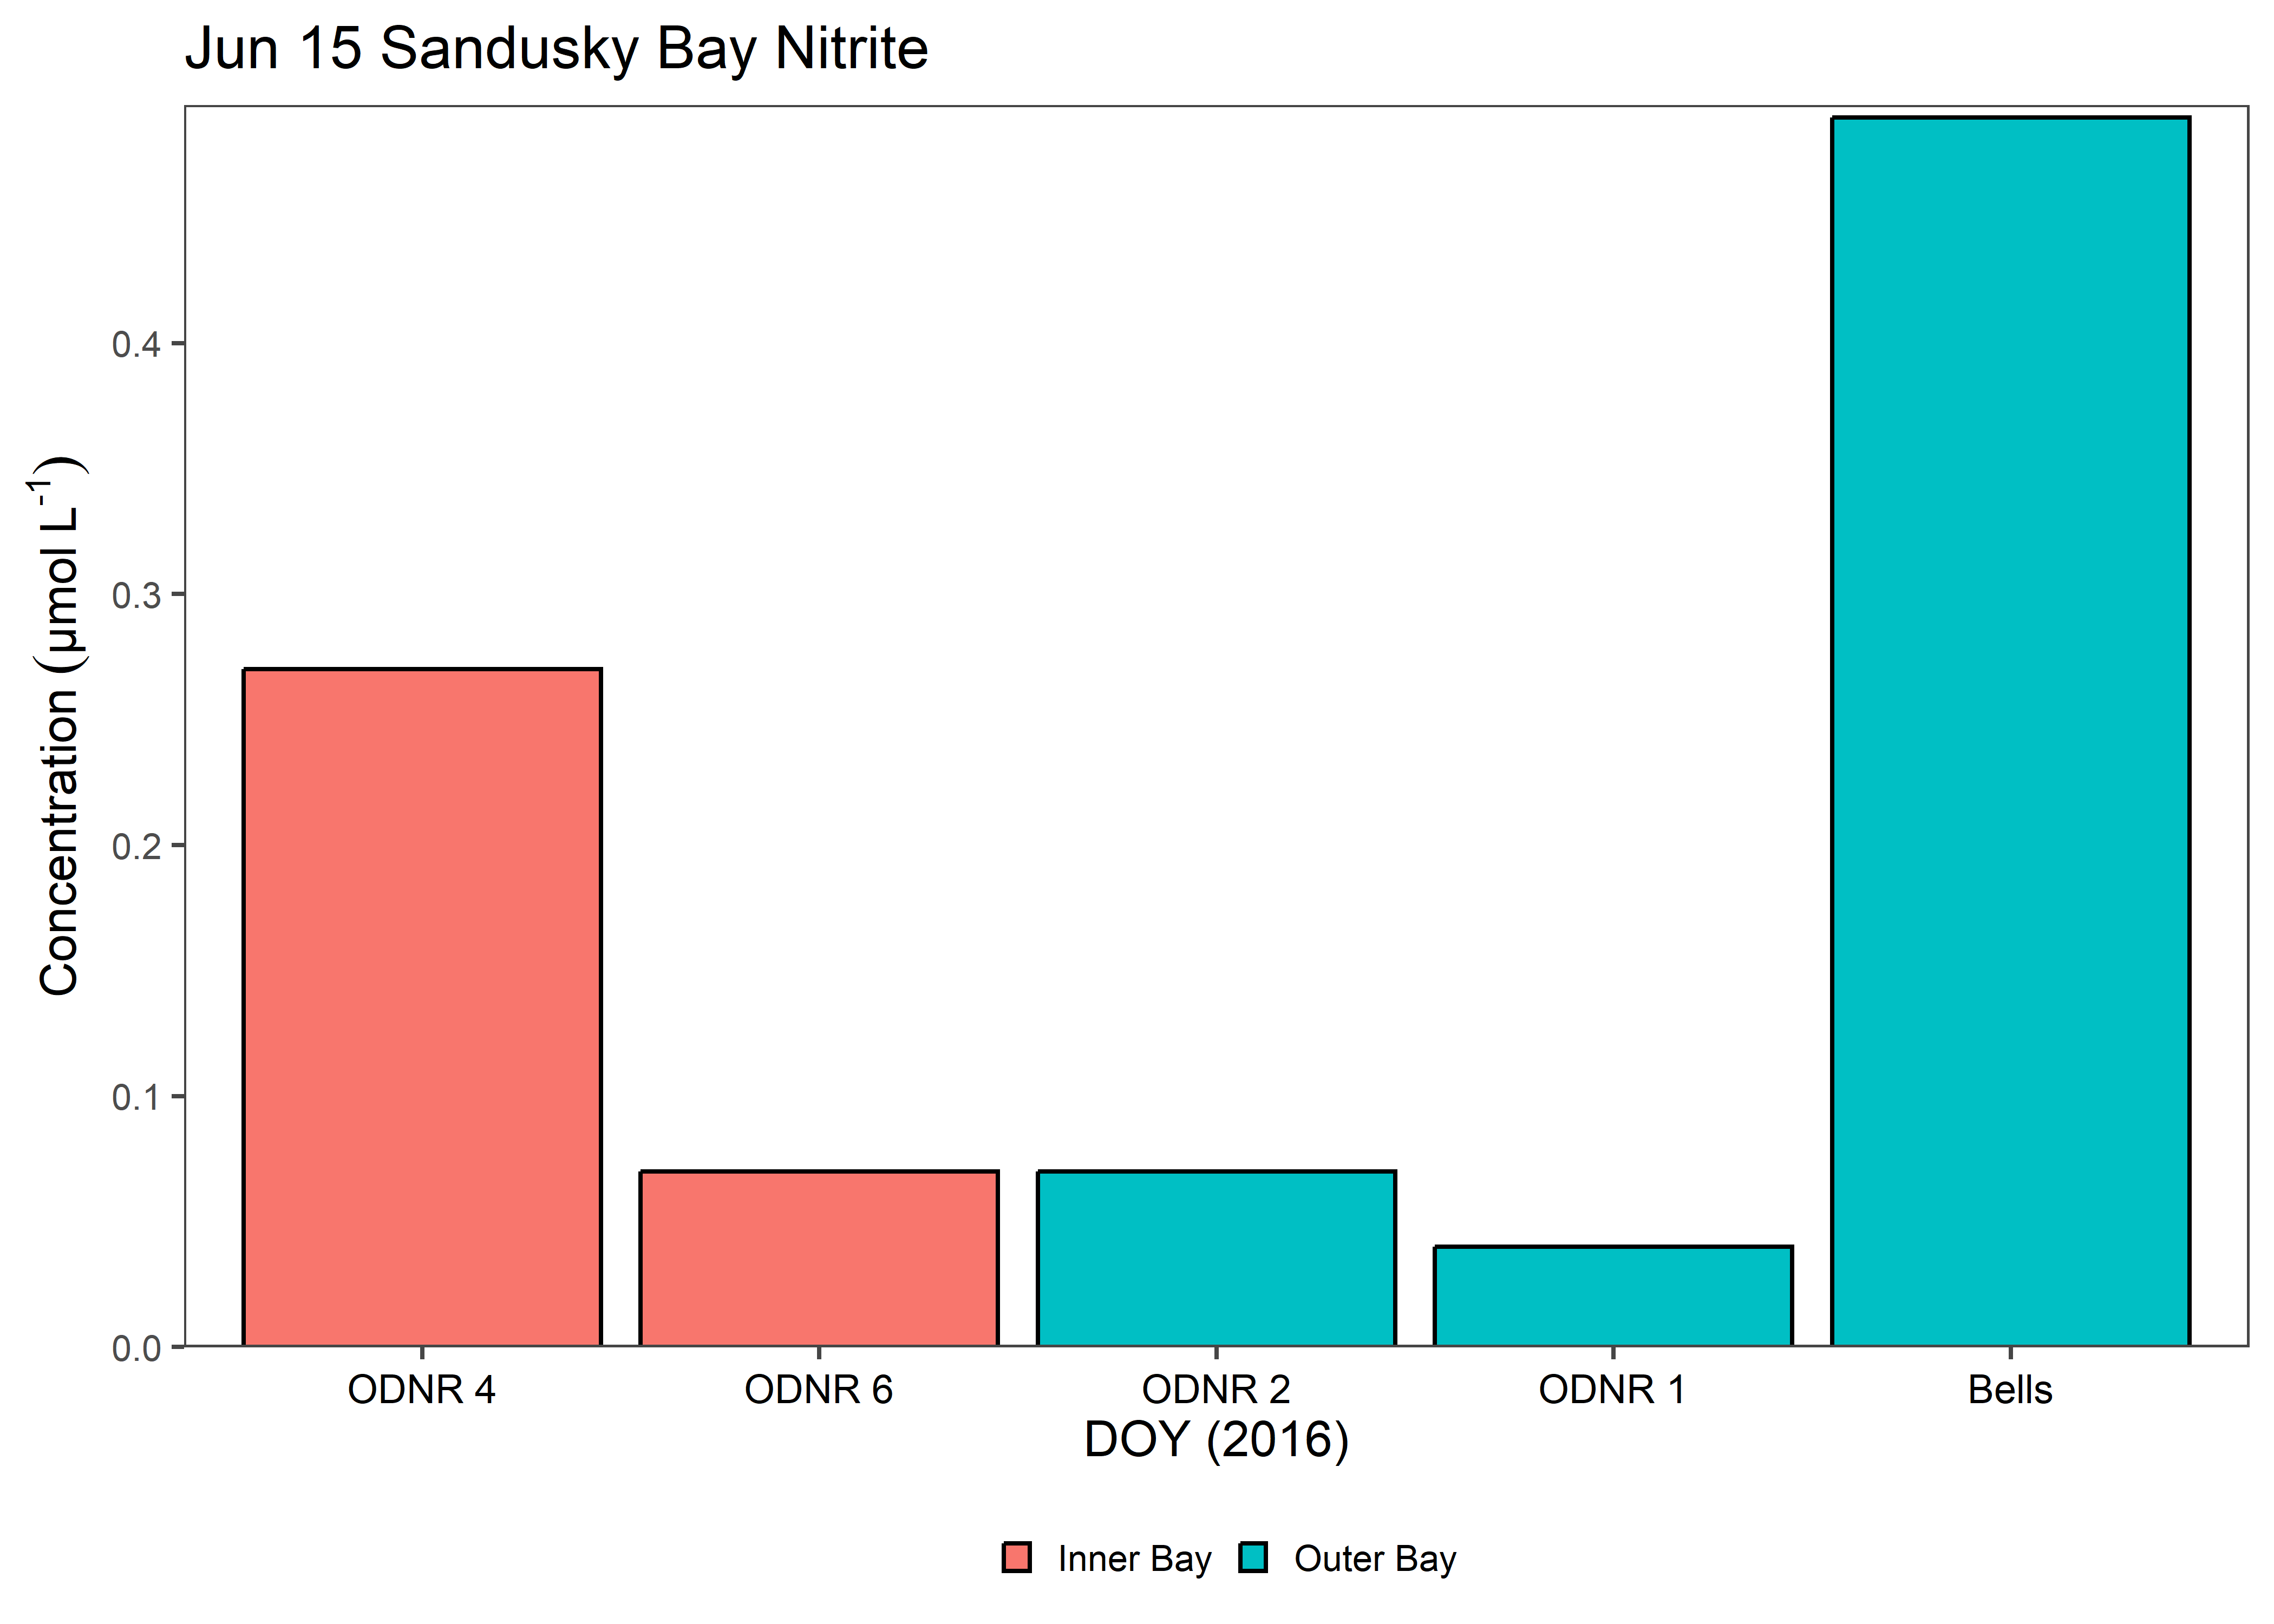 Jun 15 Sandusky Bay Nitrite
Concentration (µmol L⁻¹)
0.4
0.3
0.2
0.1
0.0
ODNR 4 ODNR 6 ODNR 2 ODNR 1 Bells
DOY (2016)
Inner Bay Outer Bay